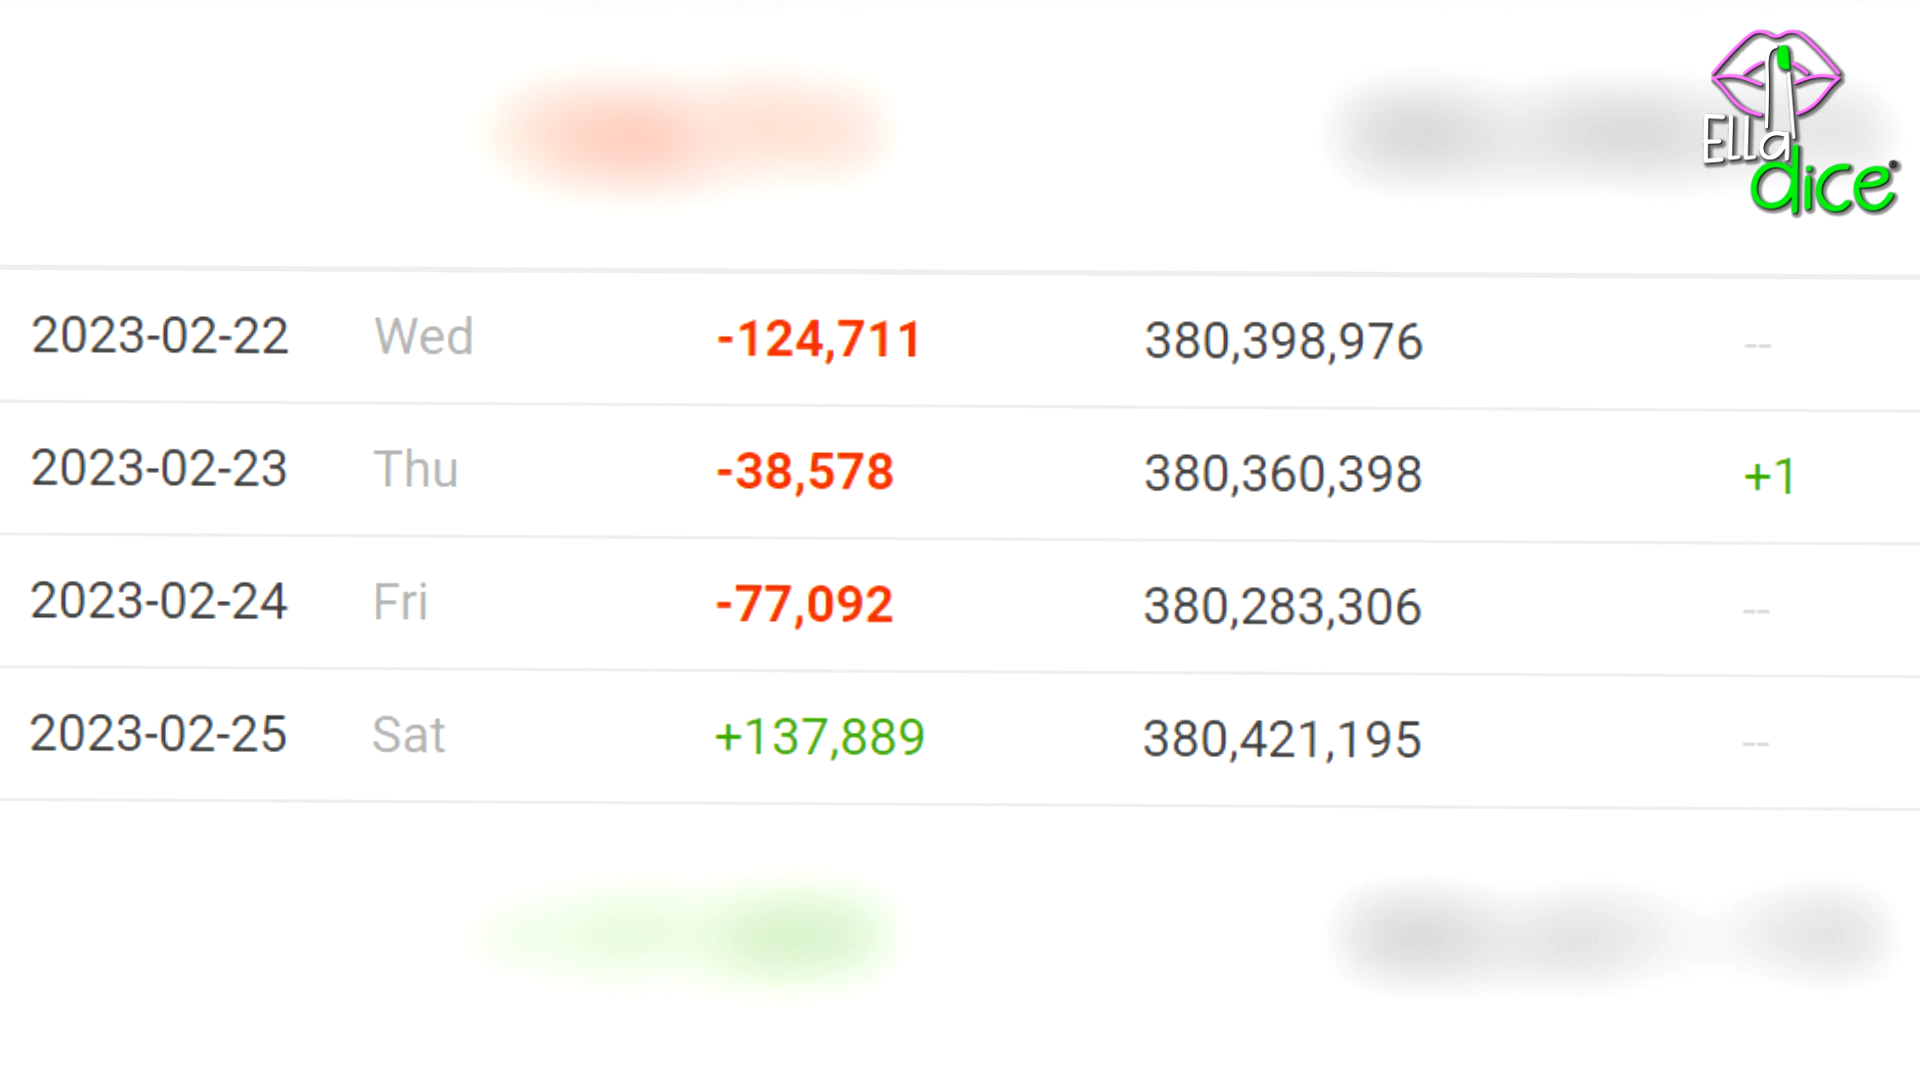 Ella
dice
2023-02-22 Wed -124,711 380,398,976 --
2023-02-23 Thu -38,578 380,360,398 +1
2023-02-24 Fri -77,092 380,283,306 --
2023-02-25 Sat +137,889 380,421,195 --